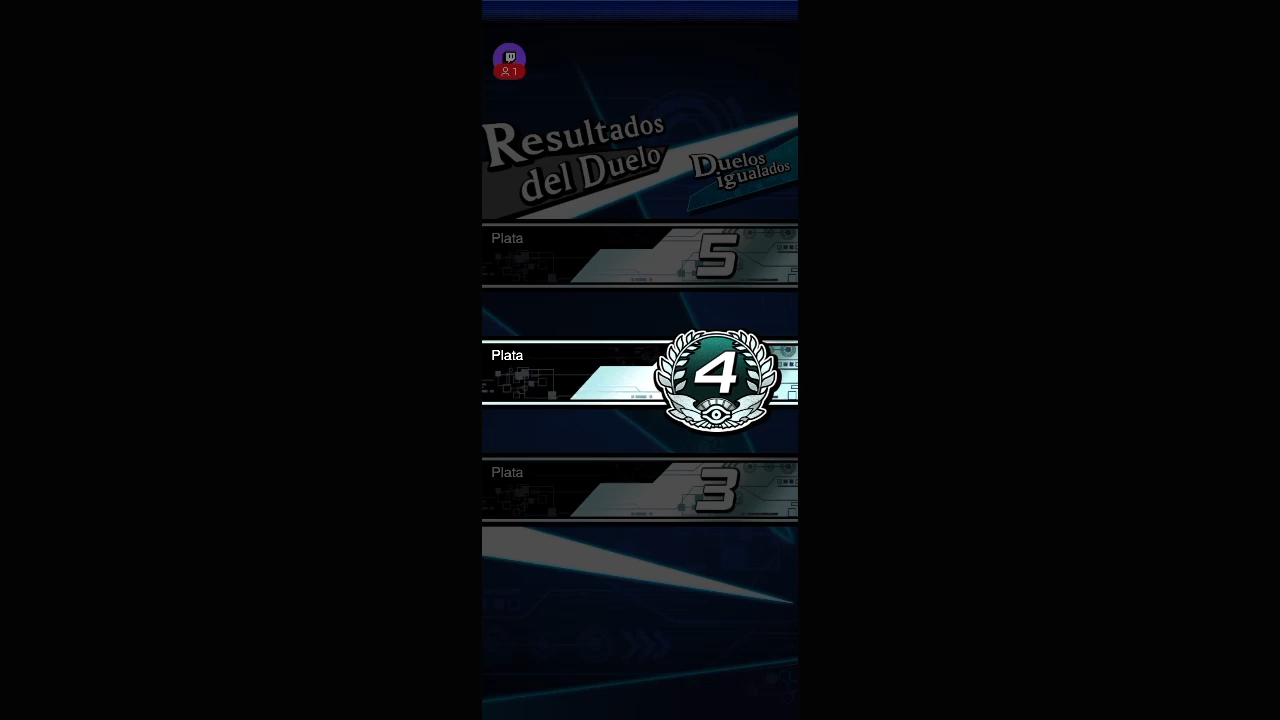 1
Resultados
del Duelo
Duelos
igualados
Plata
5
Plata
4
Plata
3